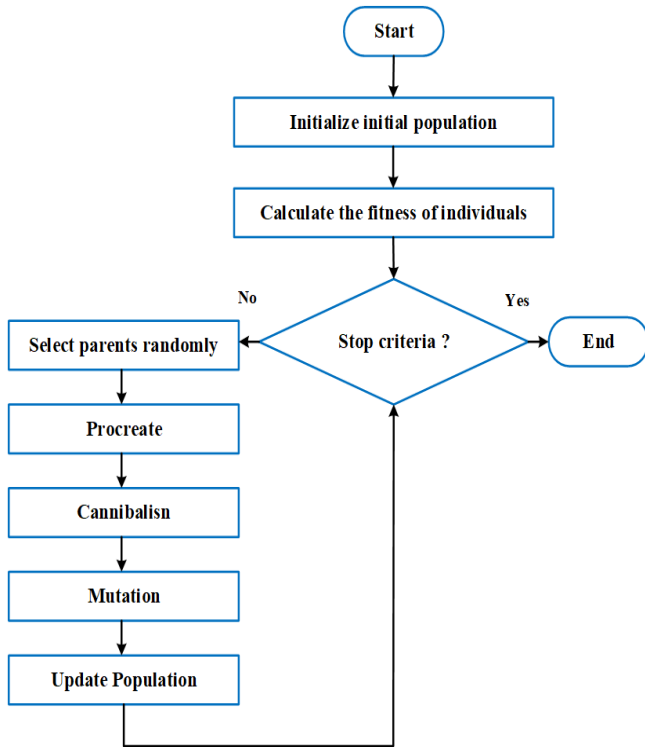 Start
Initialize initial population
Calculate the fitness of individuals
No
Yes
Select parents randomly
Stop criteria ?
End
Procreate
Cannibalisn
Mutation
Update Population